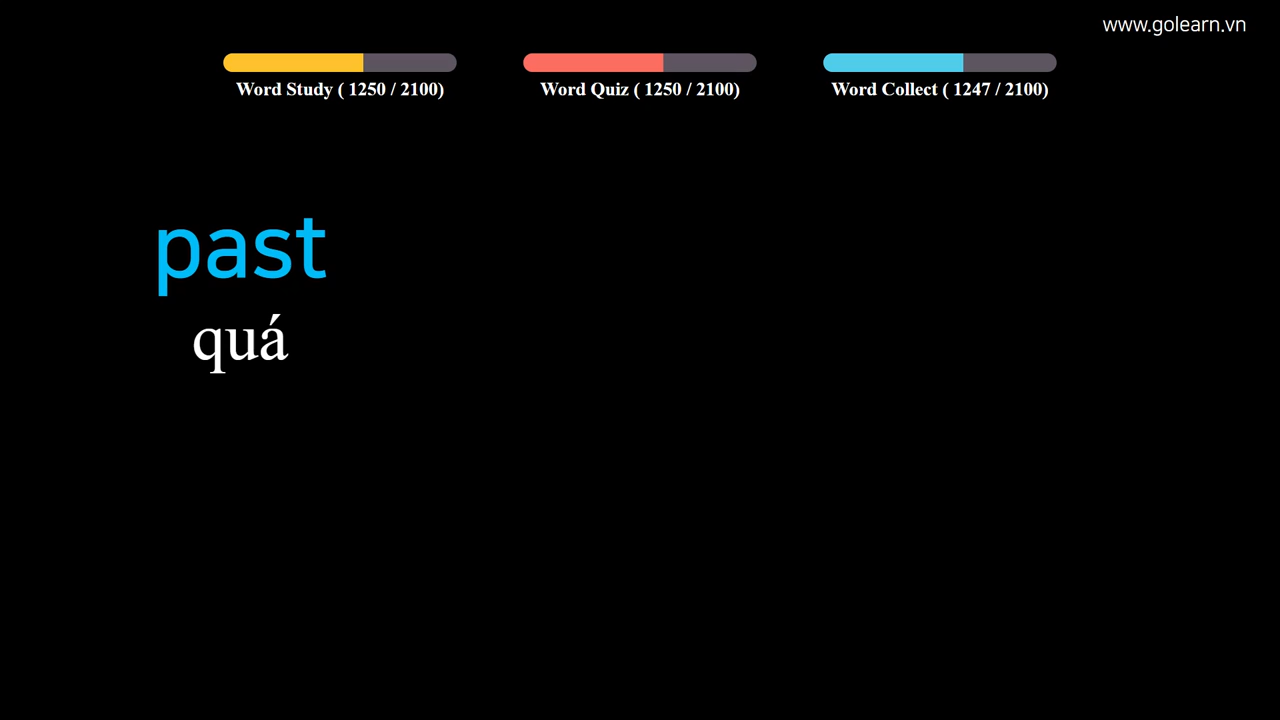 www.golearn.vn
Word Study ( 1250 / 2100)
Word Quiz ( 1250 / 2100)
Word Collect ( 1247 / 2100)
past
quá